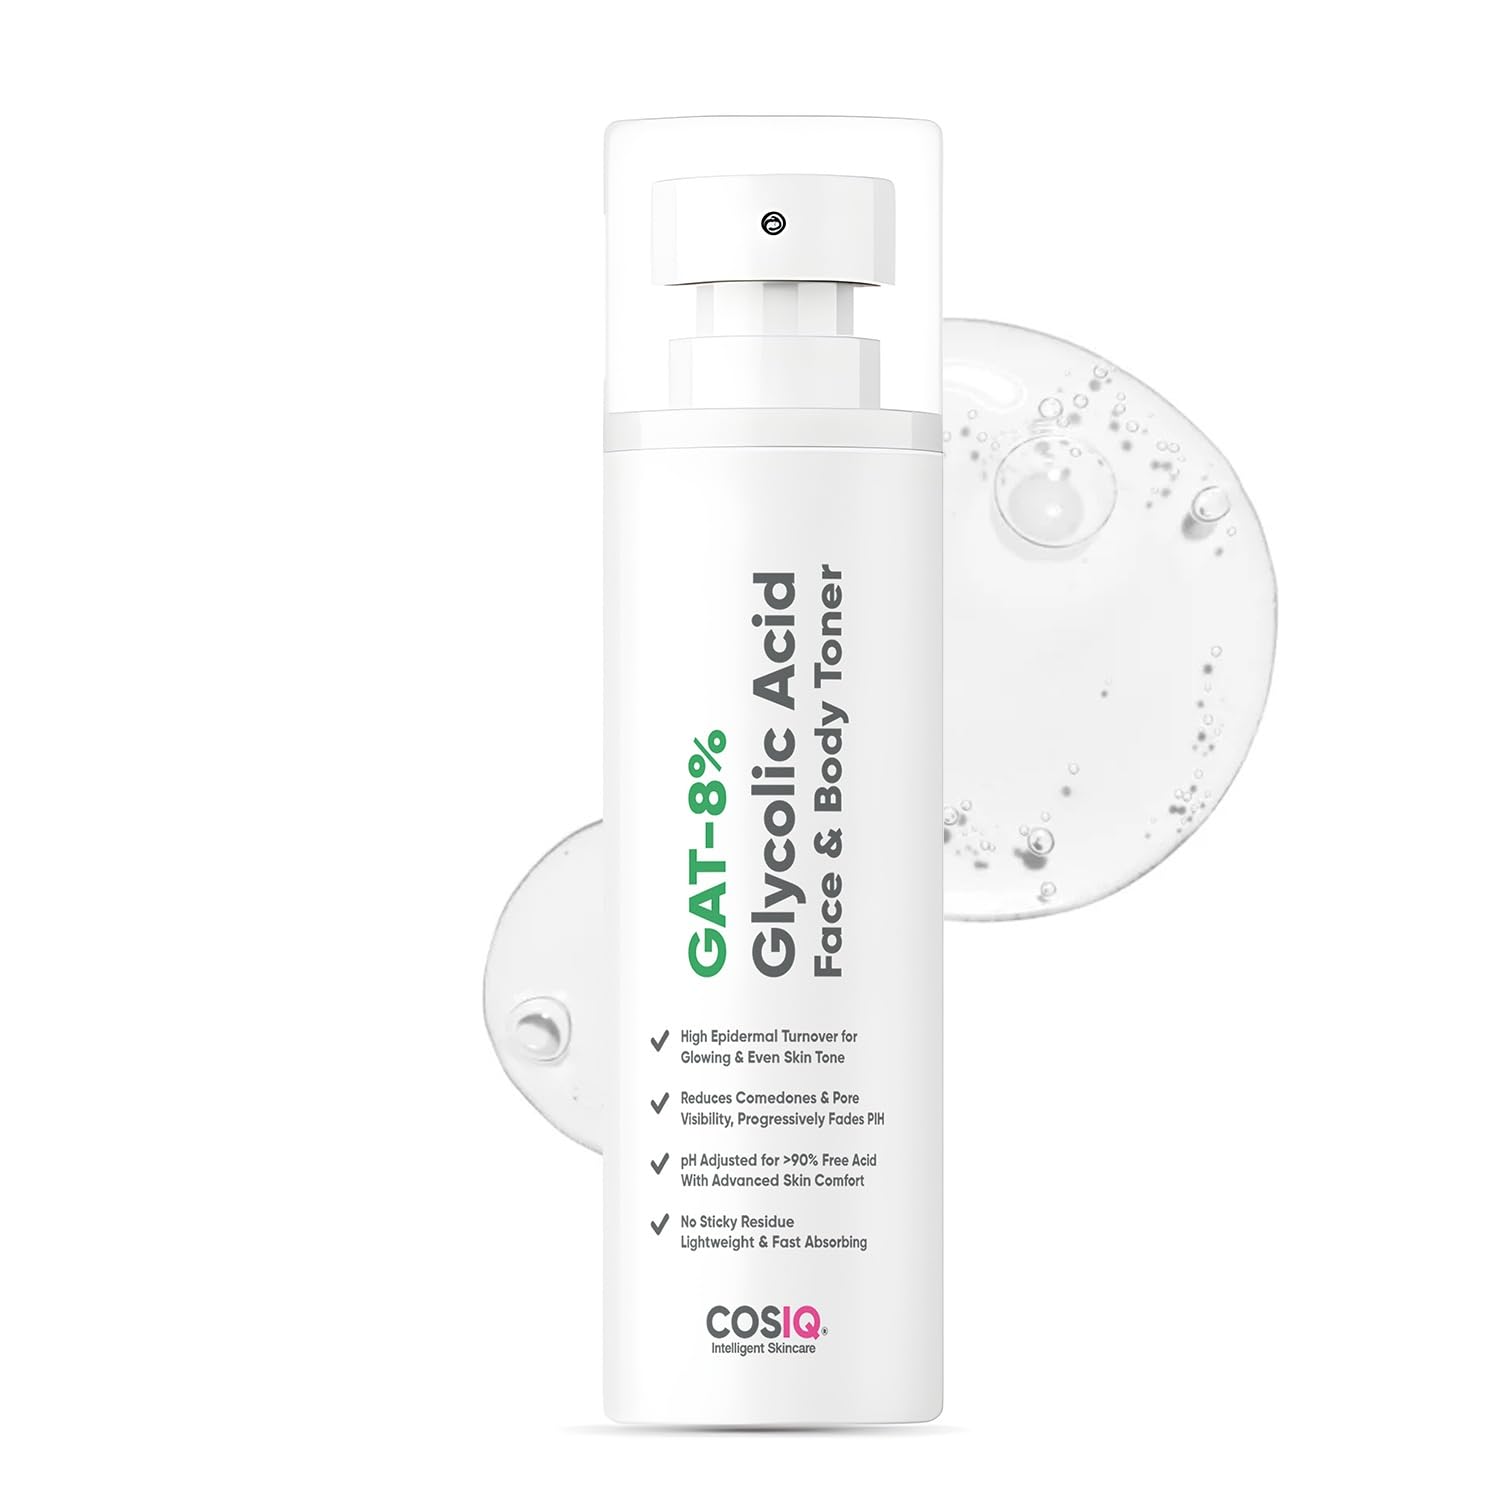 GAT-8%
Glycolic Acid
Face & Body Toner
High Epidermal Turnover for
Glowing & Even Skin Tone
Reduces Comedones & Pore
Visibility, Progressively Fades PIH
pH Adjusted for >90% Free Acid
With Advanced Skin Comfort
No Sticky Residue
Lightweight & Fast Absorbing
COSIQ®
Intelligent Skincare